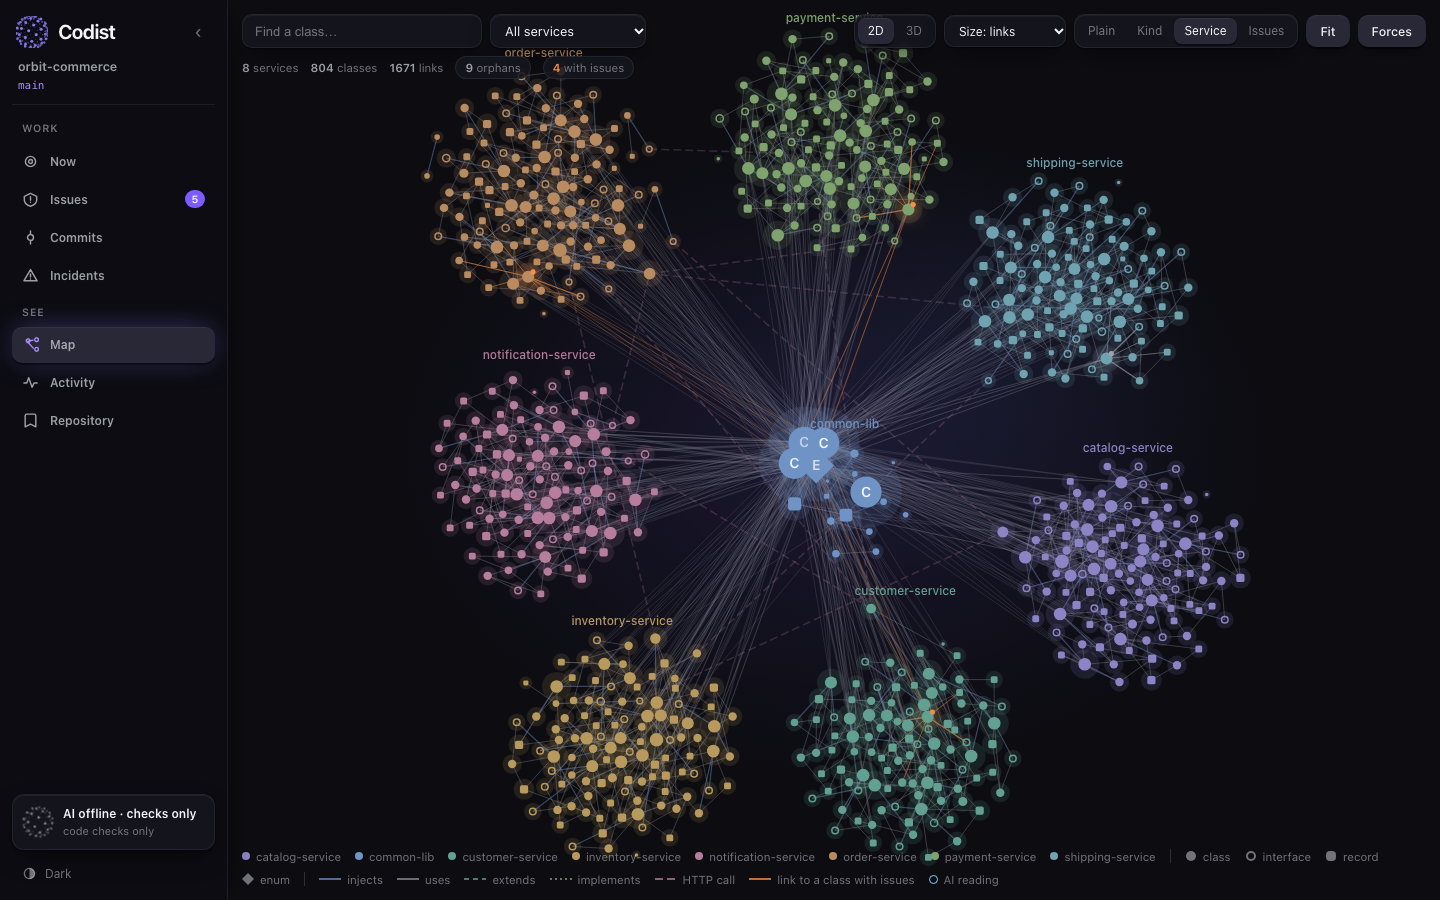 Codist
orbit-commerce
main
WORK
Now
Issues 5
Commits
Incidents
SEE
Map
Activity
Repository
AI offline · checks only
code checks only
Dark
Find a class…
All services
2D 3D
Size: links
Plain Kind Service Issues
Fit
Forces
8 services 804 classes 1671 links 9 orphans 4 with issues
payment-service
order-service
shipping-service
notification-service
common-lib
C C
C E
C
catalog-service
customer-service
inventory-service
catalog-service common-lib customer-service inventory-service notification-service order-service payment-service shipping-service class interface record
enum injects uses extends implements HTTP call link to a class with issues AI reading